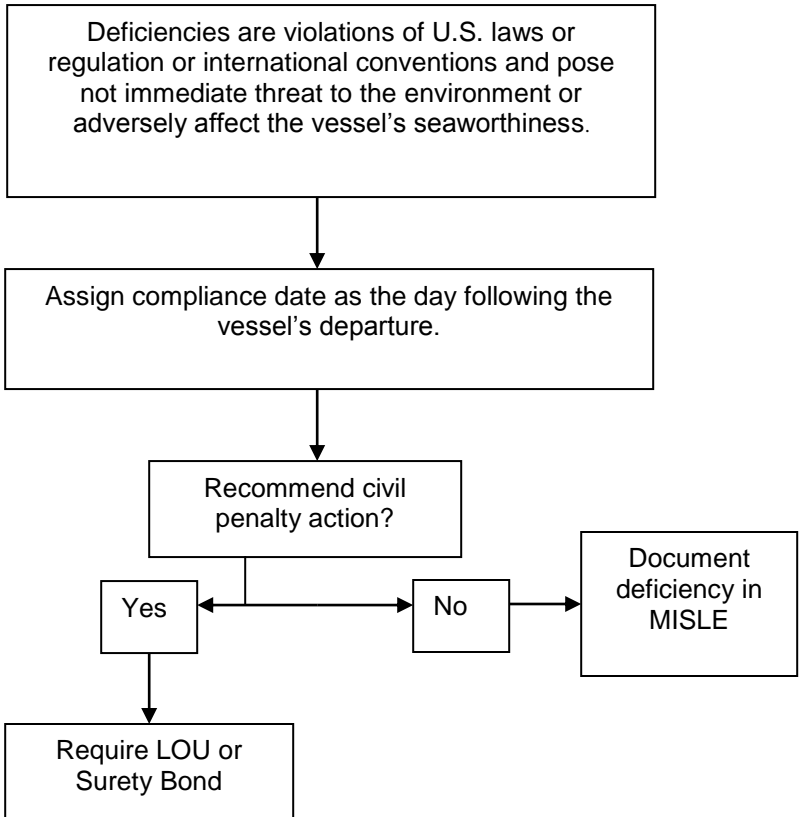 Deficiencies are violations of U.S. laws or
regulation or international conventions and pose
not immediate threat to the environment or
adversely affect the vessel’s seaworthiness.
Assign compliance date as the day following the
vessel’s departure.
Recommend civil
penalty action?
Yes
No
Document
deficiency in
MISLE
Require LOU or
Surety Bond